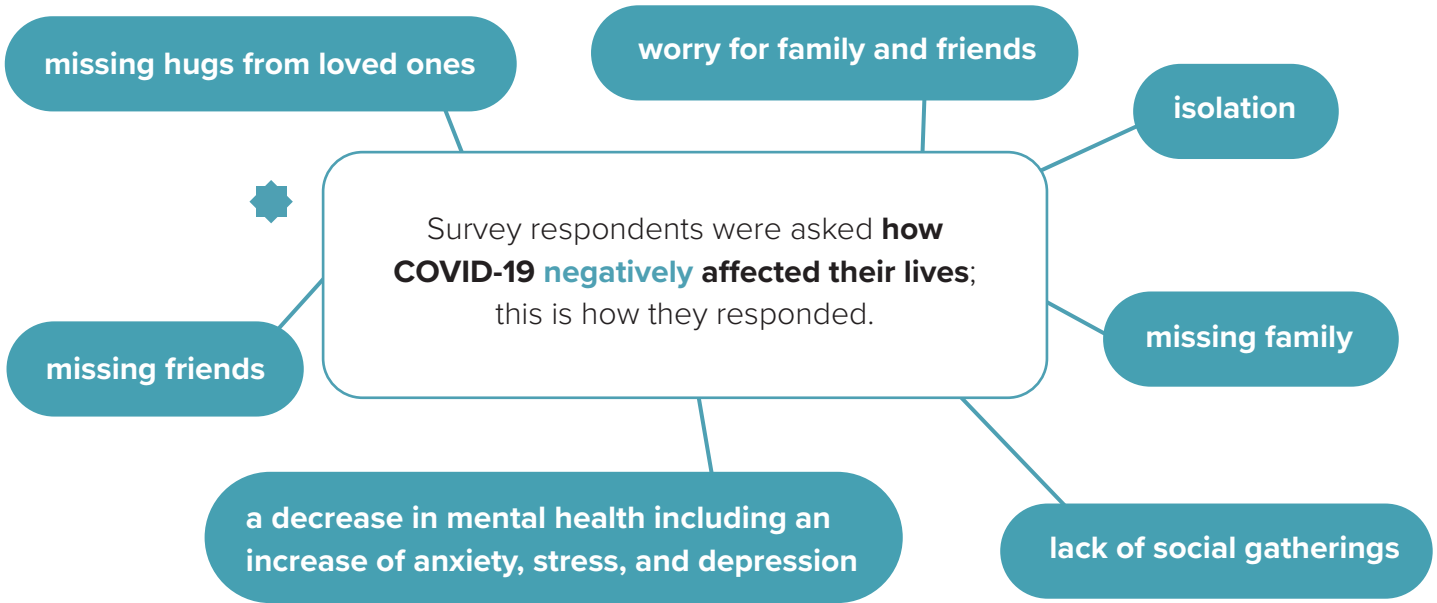 missing hugs from loved ones
worry for family and friends
isolation
Survey respondents were asked how
COVID-19 negatively affected their lives;
this is how they responded.
missing friends
missing family
a decrease in mental health including an
increase of anxiety, stress, and depression
lack of social gatherings